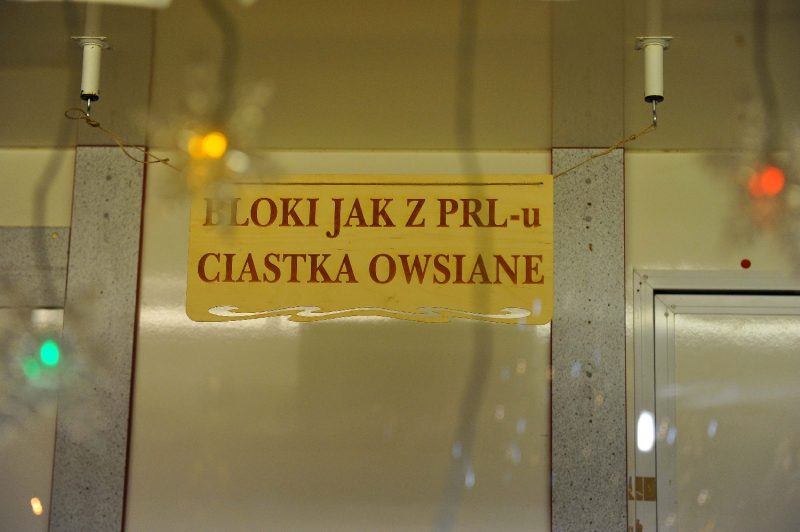 BLOKI JAK Z PRL-u
CIASTKA OWSIANE